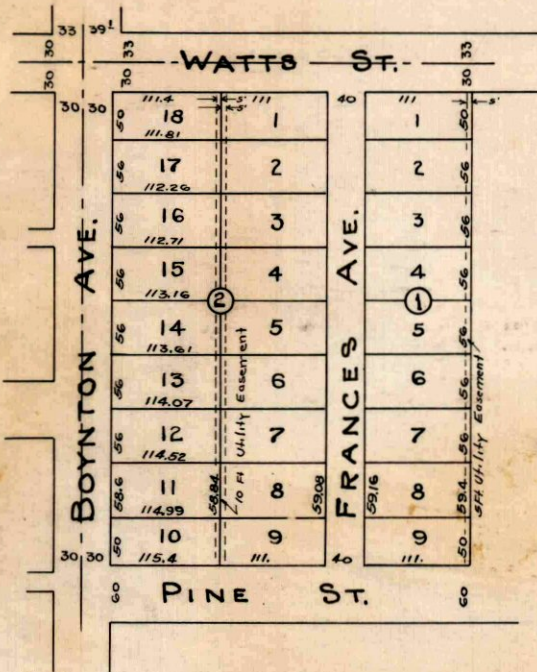 33 39'
30 33
30 33
WATTS ST.
30 33
30 33
30 30
111.4 5' 111 40 111 5'
5'
50 18 1 1 50
111.81
56 17 2 2 56
112.26
56 16 3 3 56
112.71
56 15 4 4 56
113.16
2 1
56 14 5 5 56
113.61
56 13 6 6 56
114.07
56 12 7 7 56
114.52
58.6 11 58.84 8 59.08 59.16 8 59.4
114.99
50 10 9 9 50
30 30 115.4 111. 40 111.
BOYNTON AVE.
10 Ft Utility Easement
FRANCES AVE.
5 Ft Utility Easement
60 PINE ST. 60